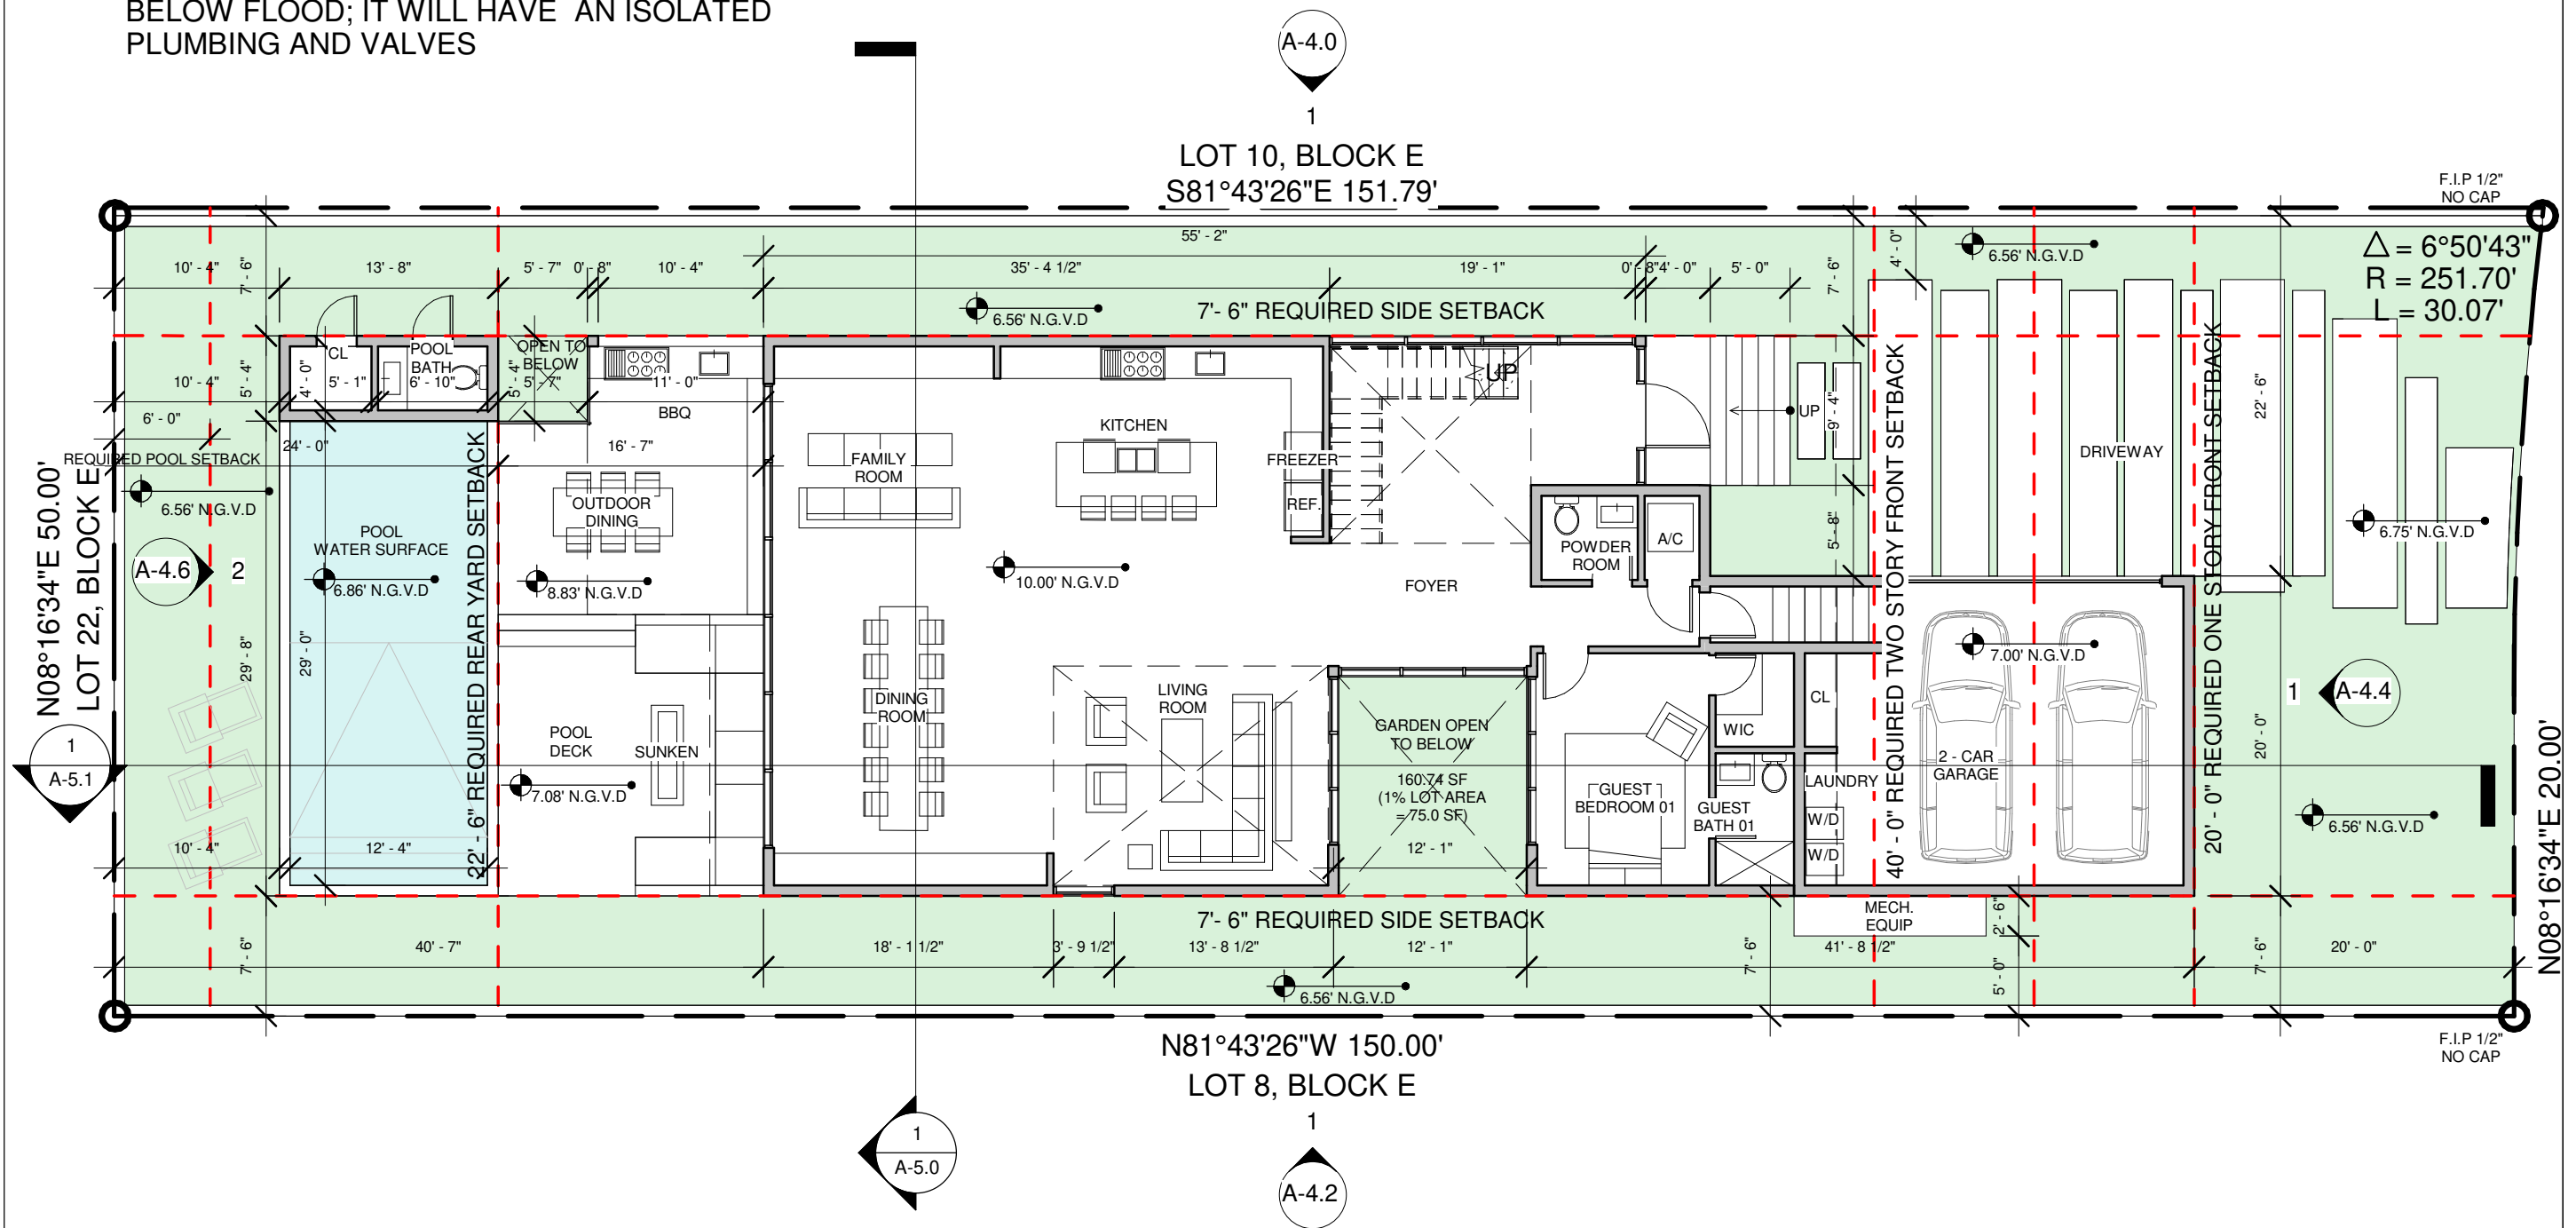 BELOW FLOOD; IT WILL HAVE AN ISOLATED
PLUMBING AND VALVES
A-4.0
1
LOT 10, BLOCK E
S81°43'26"E 151.79'
F.I.P 1/2"
NO CAP
Δ = 6°50'43"
R = 251.70'
L = 30.07'
55' - 2"
6.56' N.G.V.D
10' - 4"
7' - 6"
13' - 8"
5' - 7"
0' - 8"
10' - 4"
35' - 4 1/2"
19' - 1"
0' - 8"
4' - 0"
5' - 0"
7' - 6"
4' - 0"
6.56' N.G.V.D
7'- 6" REQUIRED SIDE SETBACK
CL
POOL
BATH
OPEN TO
BELOW
10' - 4"
5' - 4"
4' - 0"
5' - 1"
6' - 10"
5' - 4"
5' - 7"
11' - 0"
BBQ
UP
UP
9' - 4"
22' - 6"
6' - 0"
24' - 0"
16' - 7"
REQUIRED POOL SETBACK
6.56' N.G.V.D
FAMILY
ROOM
KITCHEN
FREEZER
REF.
DRIVEWAY
OUTDOOR
DINING
POOL
WATER SURFACE
6.86' N.G.V.D
8.83' N.G.V.D
10.00' N.G.V.D
FOYER
POWDER
ROOM
A/C
5' - 8"
6.75' N.G.V.D
N08°16'34"E 50.00'
LOT 22, BLOCK E
A-4.6
2
22' - 6" REQUIRED REAR YARD SETBACK
40' - 0" REQUIRED TWO STORY FRONT SETBACK
20' - 0" REQUIRED ONE STORY FRONT SETBACK
29' - 8"
29' - 0"
7.00' N.G.V.D
1
A-4.4
POOL
DECK
SUNKEN
7.08' N.G.V.D
DINING
ROOM
LIVING
ROOM
GARDEN OPEN
TO BELOW
160.74 SF
(1% LOT AREA
= 75.0 SF)
12' - 1"
GUEST
BEDROOM 01
WIC
GUEST
BATH 01
CL
LAUNDRY
W/D
W/D
2 - CAR
GARAGE
20' - 0"
6.56' N.G.V.D
N08°16'34"E 20.00'
1
A-5.1
10' - 4"
12' - 4"
7'- 6" REQUIRED SIDE SETBACK
MECH.
EQUIP
2' - 6"
7' - 6"
40' - 7"
18' - 1 1/2"
3' - 9 1/2"
13' - 8 1/2"
12' - 1"
7' - 6"
41' - 8 1/2"
5' - 0"
7' - 6"
20' - 0"
6.56' N.G.V.D
N81°43'26"W 150.00'
LOT 8, BLOCK E
F.I.P 1/2"
NO CAP
1
A-5.0
1
A-4.2